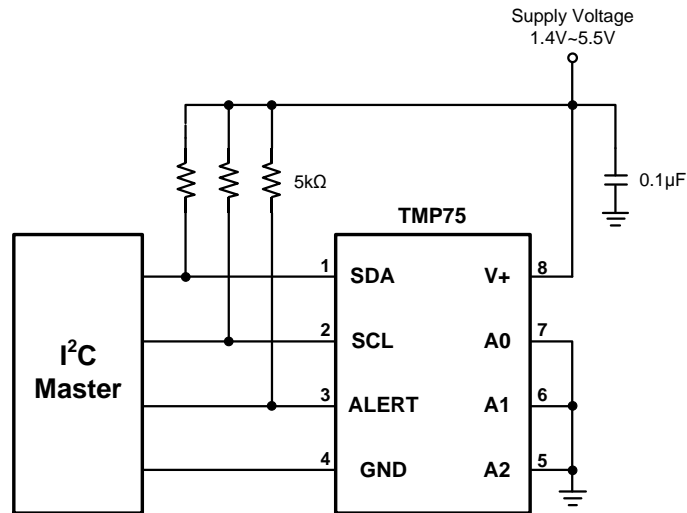 Supply Voltage
1.4V~5.5V
5kΩ
0.1µF
TMP75
I²C
Master
1 SDA V+ 8
2 SCL A0 7
3 ALERT A1 6
4 GND A2 5